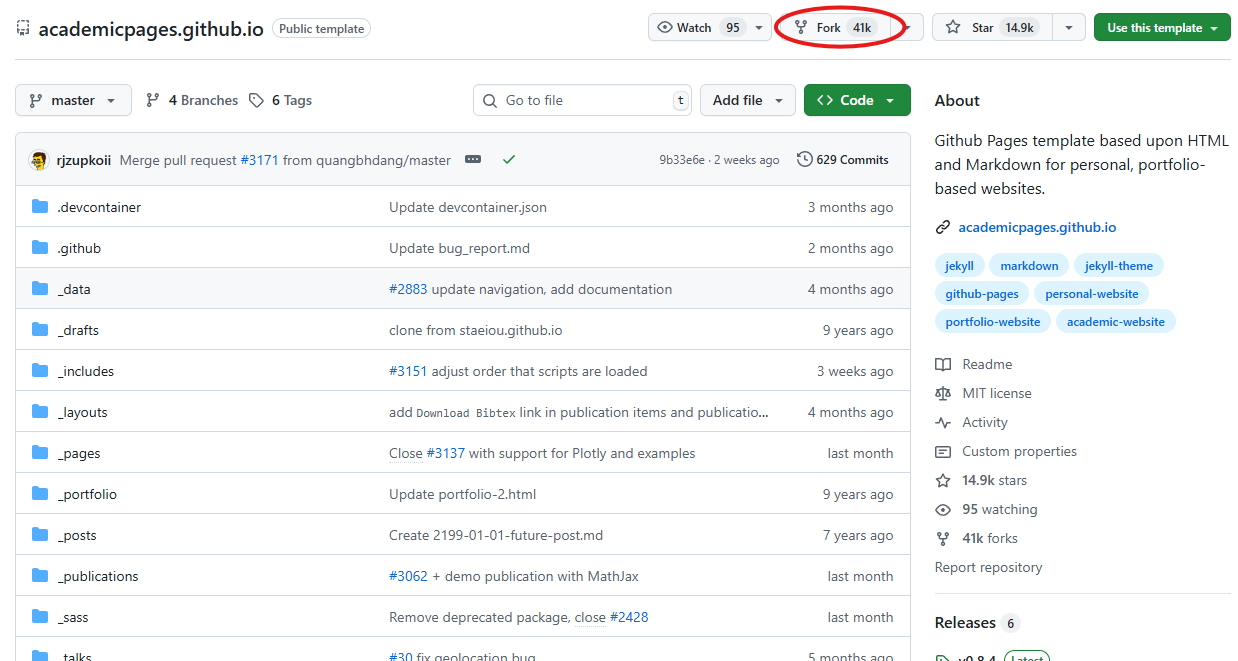 academicpages.github.io Public template Watch 95 Fork 41k Star 14.9k Use this template
master 4 Branches 6 Tags Go to file t Add file Code
rjzupkoii Merge pull request #3171 from quangbhdang/master 9b33e6e · 2 weeks ago 629 Commits
.devcontainer Update devcontainer.json 3 months ago
.github Update bug_report.md 2 months ago
_data #2883 update navigation, add documentation 4 months ago
_drafts clone from staeiou.github.io 9 years ago
_includes #3151 adjust order that scripts are loaded 3 weeks ago
_layouts add Download Bibtex link in publication items and publicatio... 4 months ago
_pages Close #3137 with support for Plotly and examples last month
_portfolio Update portfolio-2.html 9 years ago
_posts Create 2199-01-01-future-post.md 7 years ago
_publications #3062 + demo publication with MathJax last month
_sass Remove deprecated package, close #2428 last month
_talks #30 fix geolocation bug 5 months ago
About
Github Pages template based upon HTML
and Markdown for personal, portfolio-
based websites.
academicpages.github.io
jekyll markdown jekyll-theme
github-pages personal-website
portfolio-website academic-website
Readme
MIT license
Activity
Custom properties
14.9k stars
95 watching
41k forks
Report repository
Releases 6
v0.8.4 Latest